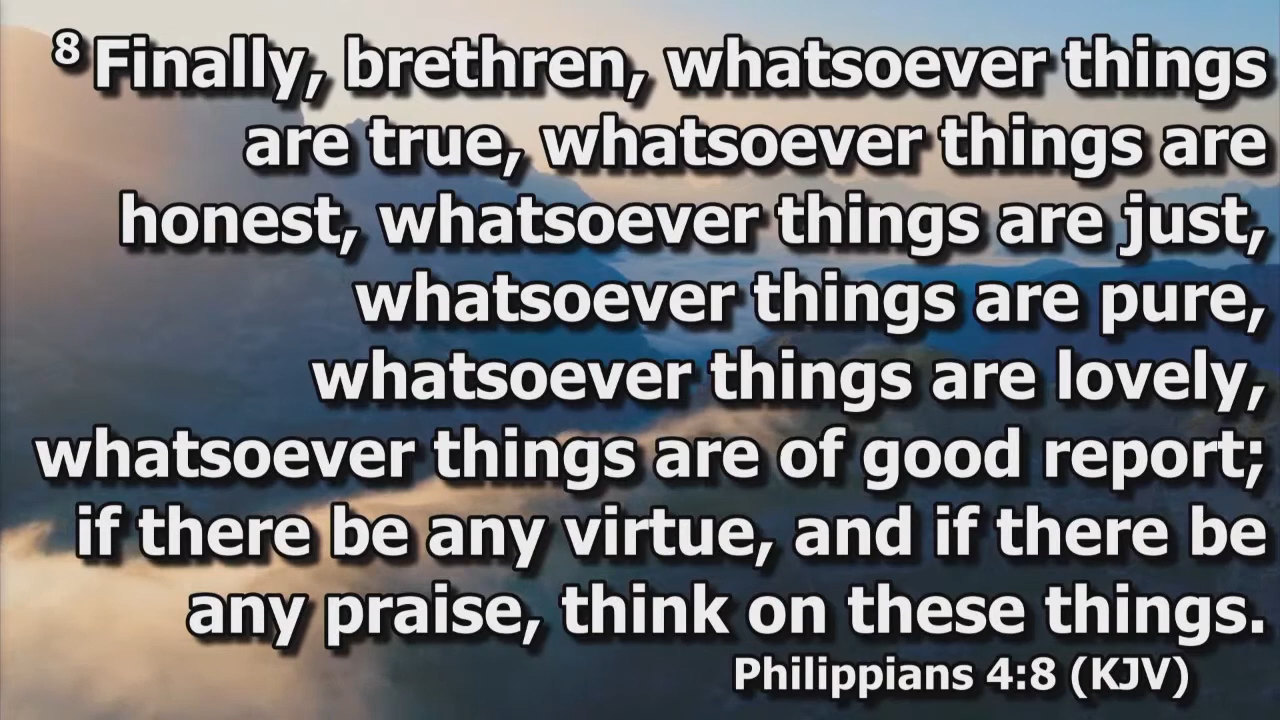 8 Finally, brethren, whatsoever things
are true, whatsoever things are
honest, whatsoever things are just,
whatsoever things are pure,
whatsoever things are lovely,
whatsoever things are of good report;
if there be any virtue, and if there be
any praise, think on these things.
Philippians 4:8 (KJV)